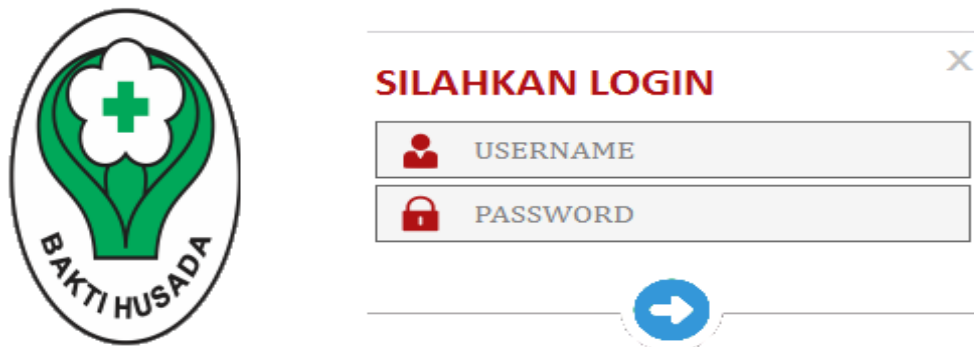 BAKTI HUSADA
SILAHKAN LOGIN
USERNAME
PASSWORD